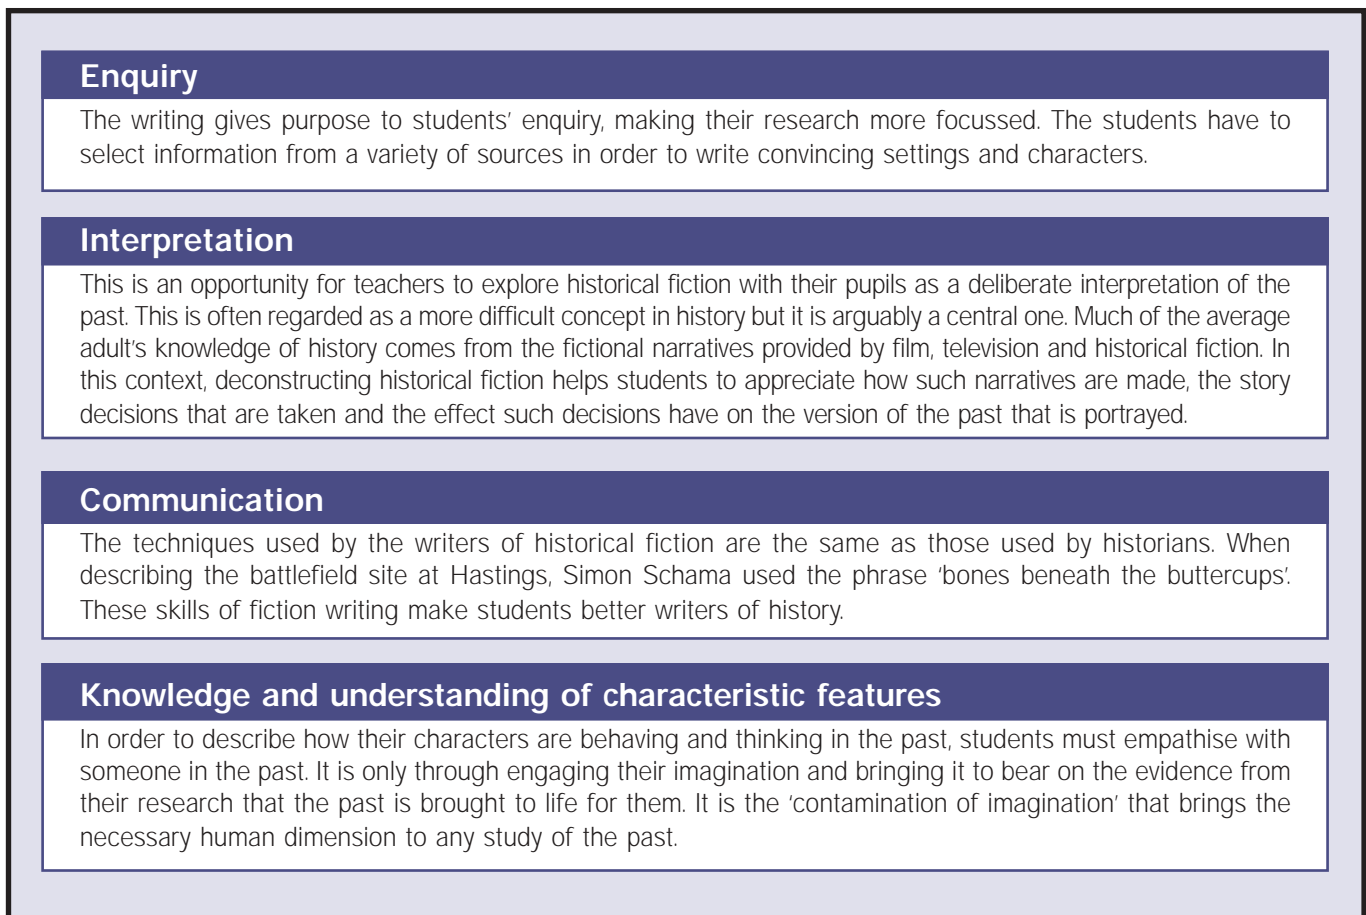 Enquiry
The writing gives purpose to students’ enquiry, making their research more focussed. The students have to
select information from a variety of sources in order to write convincing settings and characters.
Interpretation
This is an opportunity for teachers to explore historical fiction with their pupils as a deliberate interpretation of the
past. This is often regarded as a more difficult concept in history but it is arguably a central one. Much of the average
adult’s knowledge of history comes from the fictional narratives provided by film, television and historical fiction. In
this context, deconstructing historical fiction helps students to appreciate how such narratives are made, the story
decisions that are taken and the effect such decisions have on the version of the past that is portrayed.
Communication
The techniques used by the writers of historical fiction are the same as those used by historians. When
describing the battlefield site at Hastings, Simon Schama used the phrase ‘bones beneath the buttercups’.
These skills of fiction writing make students better writers of history.
Knowledge and understanding of characteristic features
In order to describe how their characters are behaving and thinking in the past, students must empathise with
someone in the past. It is only through engaging their imagination and bringing it to bear on the evidence from
their research that the past is brought to life for them. It is the ‘contamination of imagination’ that brings the
necessary human dimension to any study of the past.